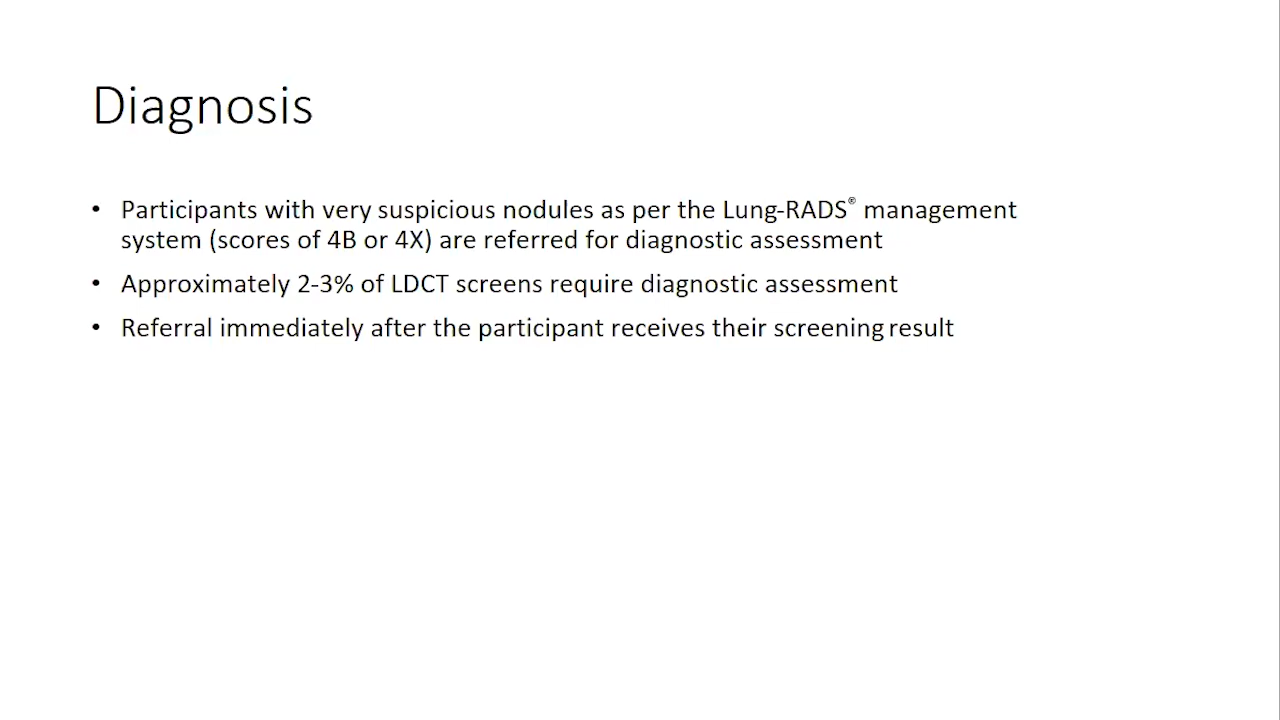 Diagnosis
• Participants with very suspicious nodules as per the Lung-RADS® management
system (scores of 4B or 4X) are referred for diagnostic assessment
• Approximately 2-3% of LDCT screens require diagnostic assessment
• Referral immediately after the participant receives their screening result